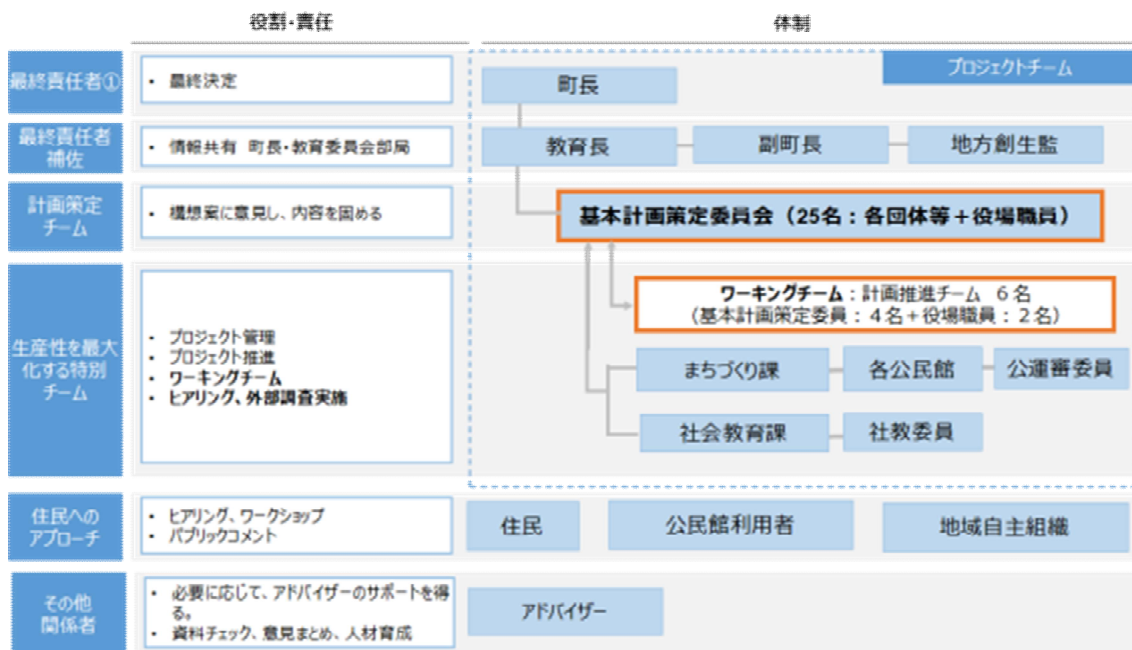 役割・責任
体制
最終責任者①
・ 最終決定
プロジェクトチーム
町長
最終責任者
補佐
・ 情報共有 町長・教育委員会部局
教育長
副町長
地方創生監
計画策定
チーム
・ 構想案に意見し、内容を固める
基本計画策定委員会（25名：各団体等＋役場職員）
生産性を最大
化する特別
チーム
・ プロジェクト管理
・ プロジェクト推進
・ ワーキングチーム
・ ヒアリング、外部調査実施
ワーキングチーム：計画推進チーム 6名
（基本計画策定委員：4名＋役場職員：2名）
まちづくり課
各公民館
公運審委員
社会教育課
社教委員
住民への
アプローチ
・ ヒアリング、ワークショップ
・ パブリックコメント
住民
公民館利用者
地域自主組織
その他
関係者
・ 必要に応じて、アドバイザーのサポートを得
る。
・ 資料チェック、意見まとめ、人材育成
アドバイザー